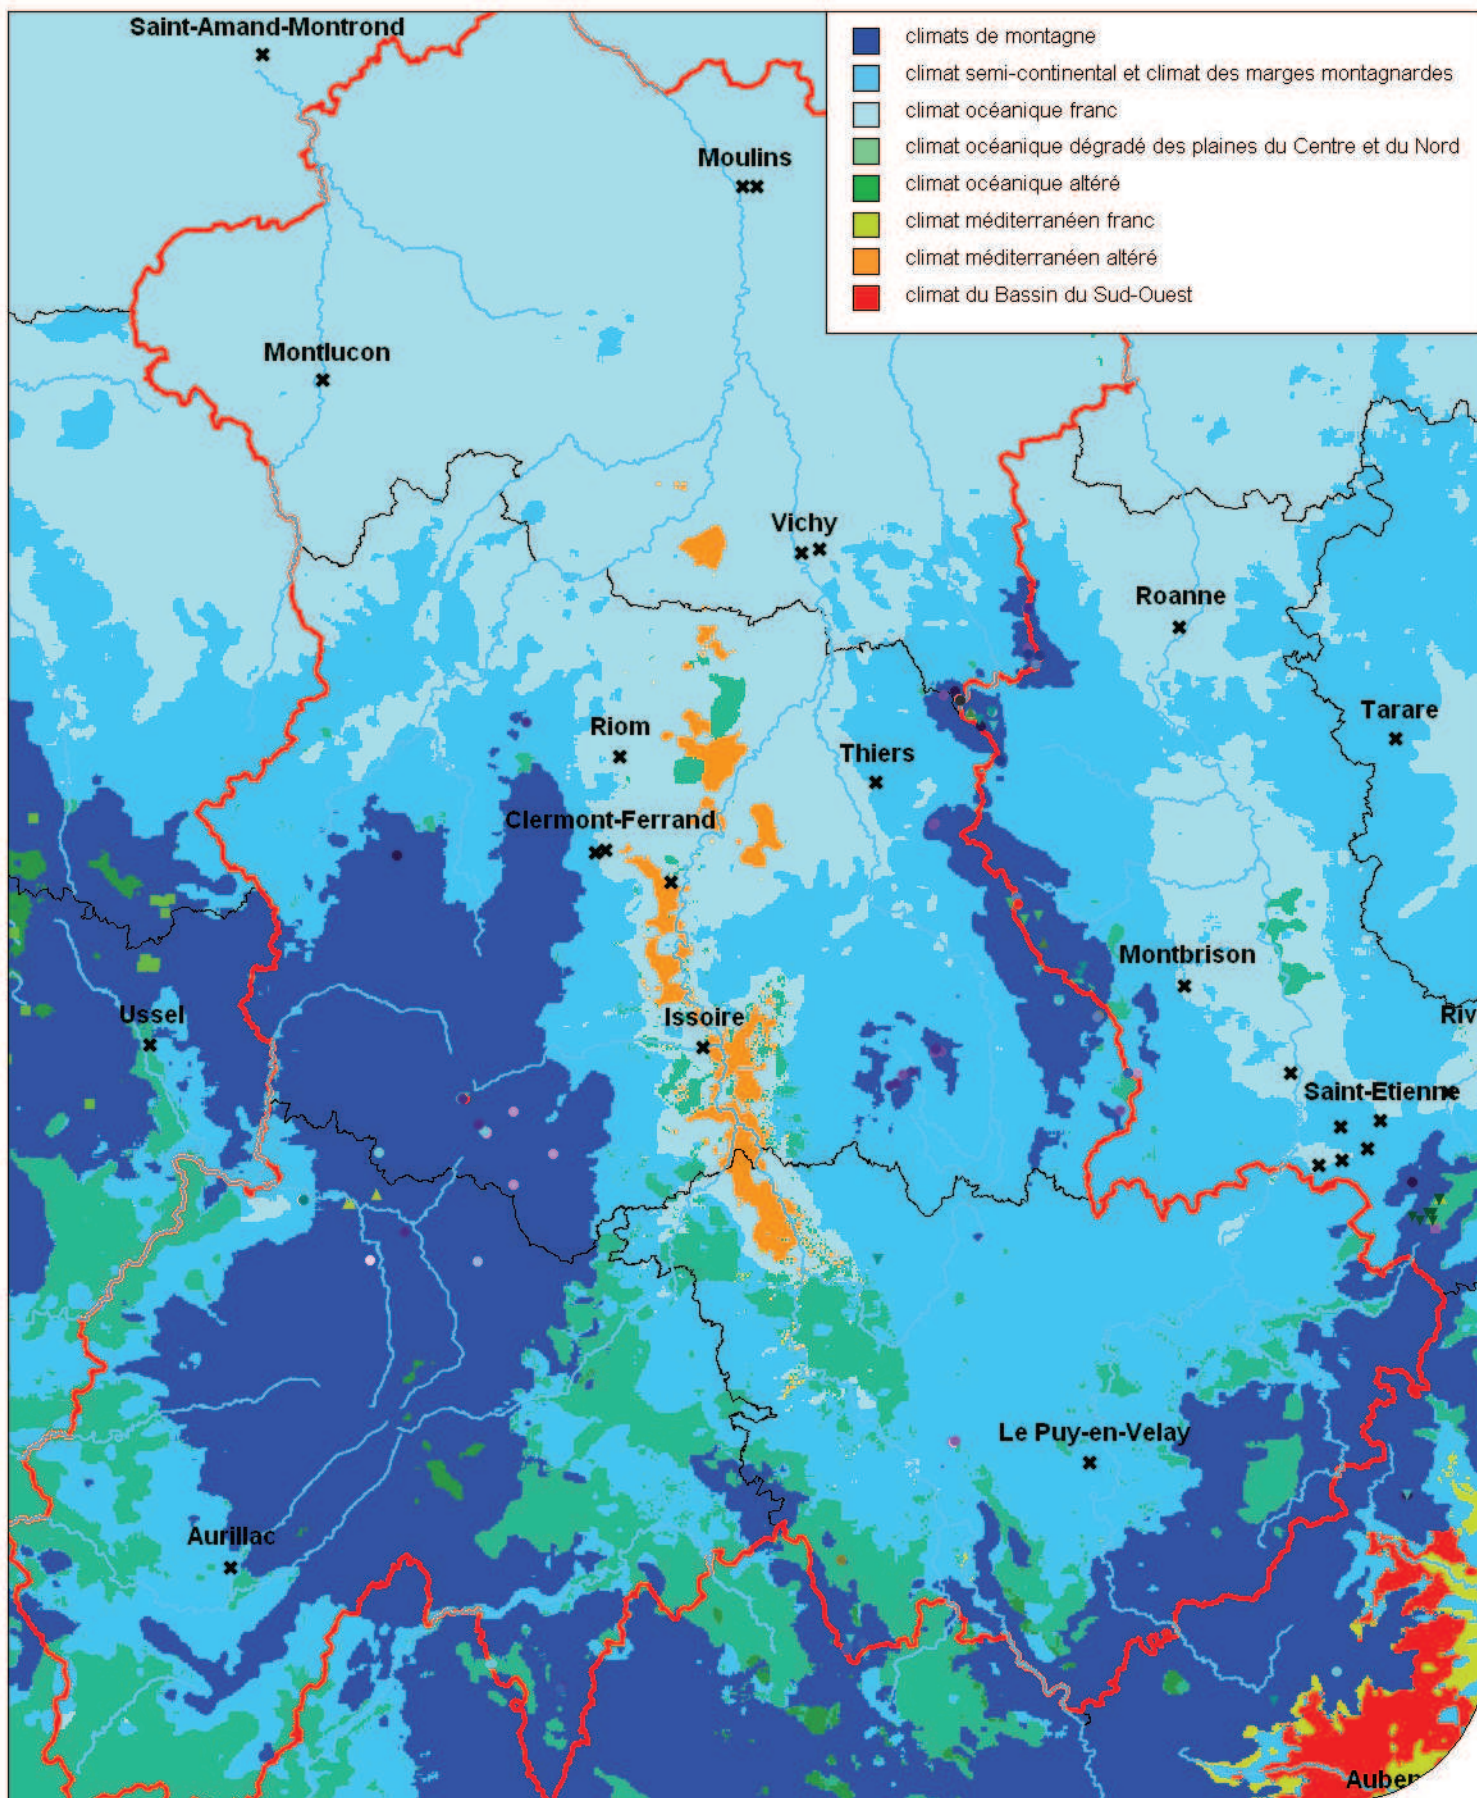 Saint-Amand-Montrond
climats de montagne
climat semi-continental et climat des marges montagnardes
climat océanique franc
climat océanique dégradé des plaines du Centre et du Nord
climat océanique altéré
climat méditerranéen franc
climat méditerranéen altéré
climat du Bassin du Sud-Ouest
Moulins
Montlucon
Vichy
Roanne
Tarare
Riom
Thiers
Clermont-Ferrand
Montbrison
Ussel
Issoire
Riv
Saint-Etienne
Le Puy-en-Velay
Aurillac
Auben